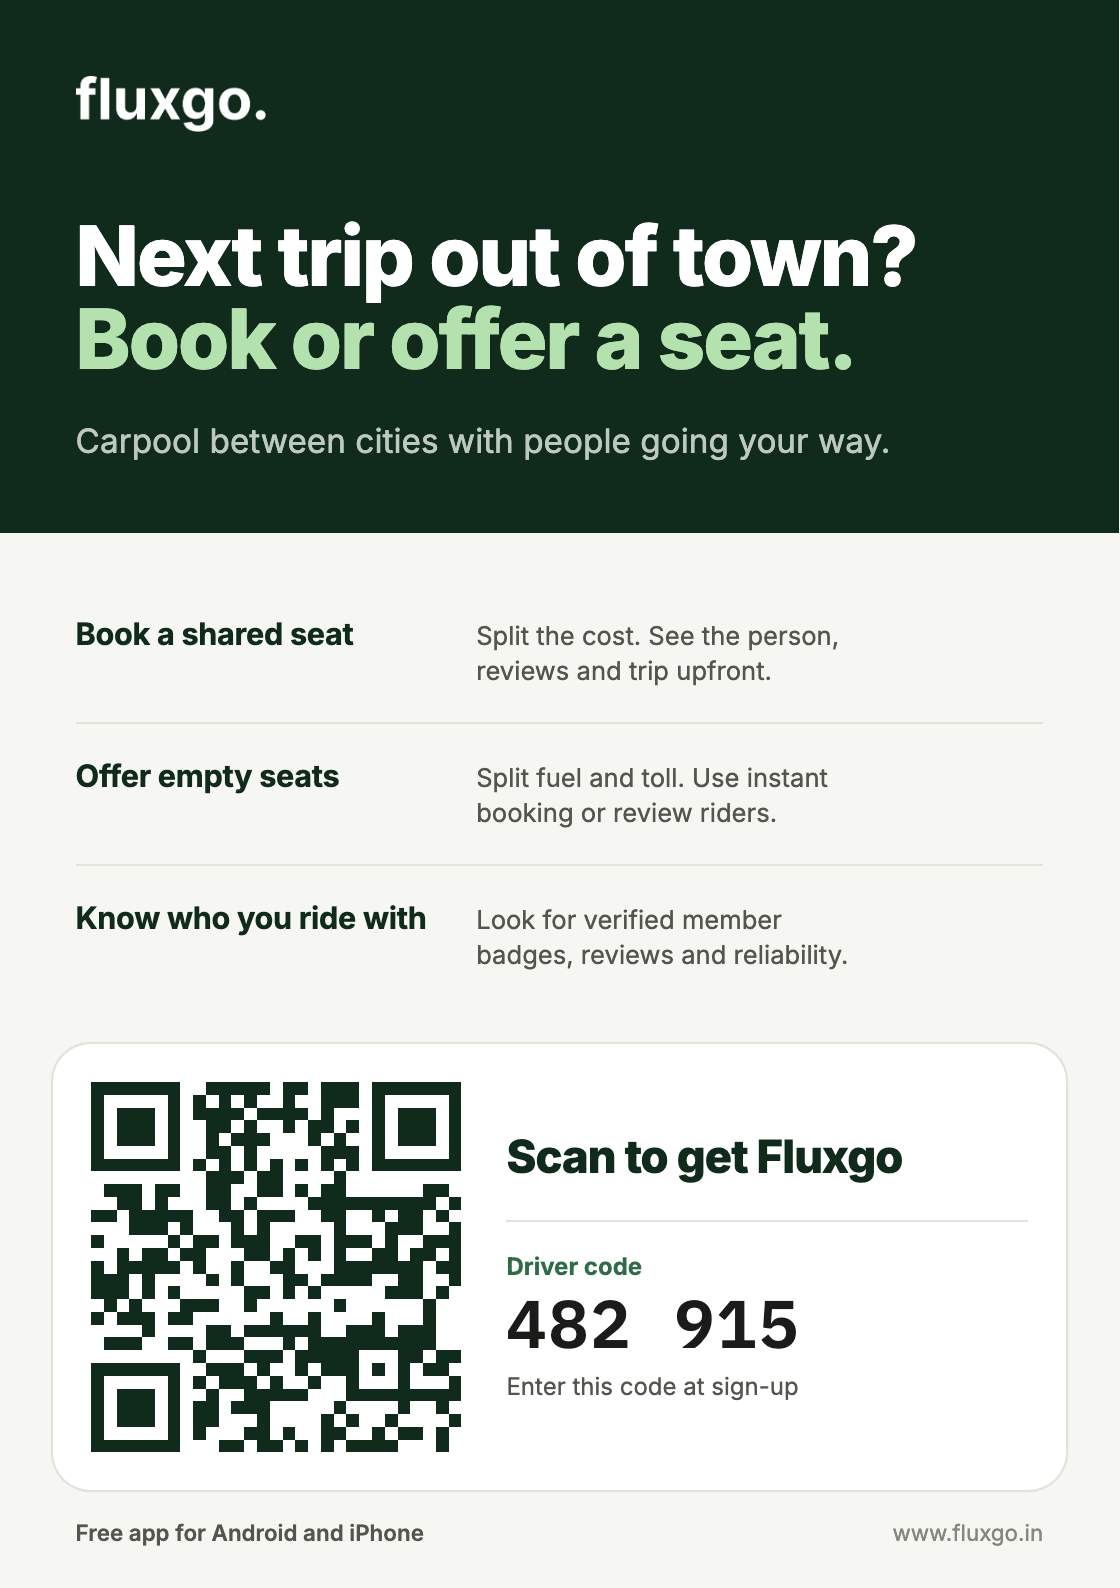 fluxgo.
Next trip out of town?
Book or offer a seat.
Carpool between cities with people going your way.
Book a shared seat
Split the cost. See the person,
reviews and trip upfront.
Offer empty seats
Split fuel and toll. Use instant
booking or review riders.
Know who you ride with
Look for verified member
badges, reviews and reliability.
Scan to get Fluxgo
Driver code
482 915
Enter this code at sign-up
Free app for Android and iPhone
www.fluxgo.in